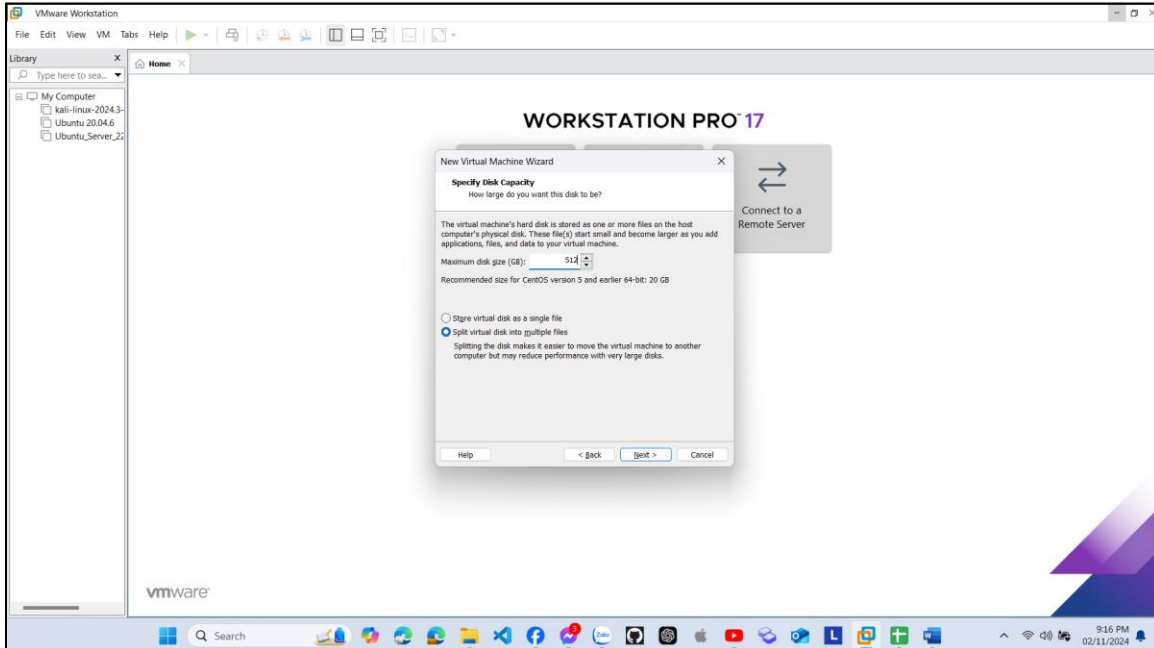 VMware Workstation
File Edit View VM Tabs Help
Library X
Home
Type here to sea...
My Computer
kali-linux-2024.3-
Ubuntu 20.04.6
Ubuntu_Server_22
WORKSTATION PRO™ 17
New Virtual Machine Wizard
Specify Disk Capacity
How large do you want this disk to be?
Connect to a
Remote Server
The virtual machine's hard disk is stored as one or more files on the host
computer's physical disk. These file(s) start small and become larger as you add
applications, files, and data to your virtual machine.
Maximum disk size (GB): 512
Recommended size for CentOS version 5 and earlier 64-bit: 20 GB
Store virtual disk as a single file
Split virtual disk into multiple files
Splitting the disk makes it easier to move the virtual machine to another
computer but may reduce performance with very large disks.
Help < Back Next > Cancel
vmware
Search
Zalo
L
9:16 PM
02/11/2024